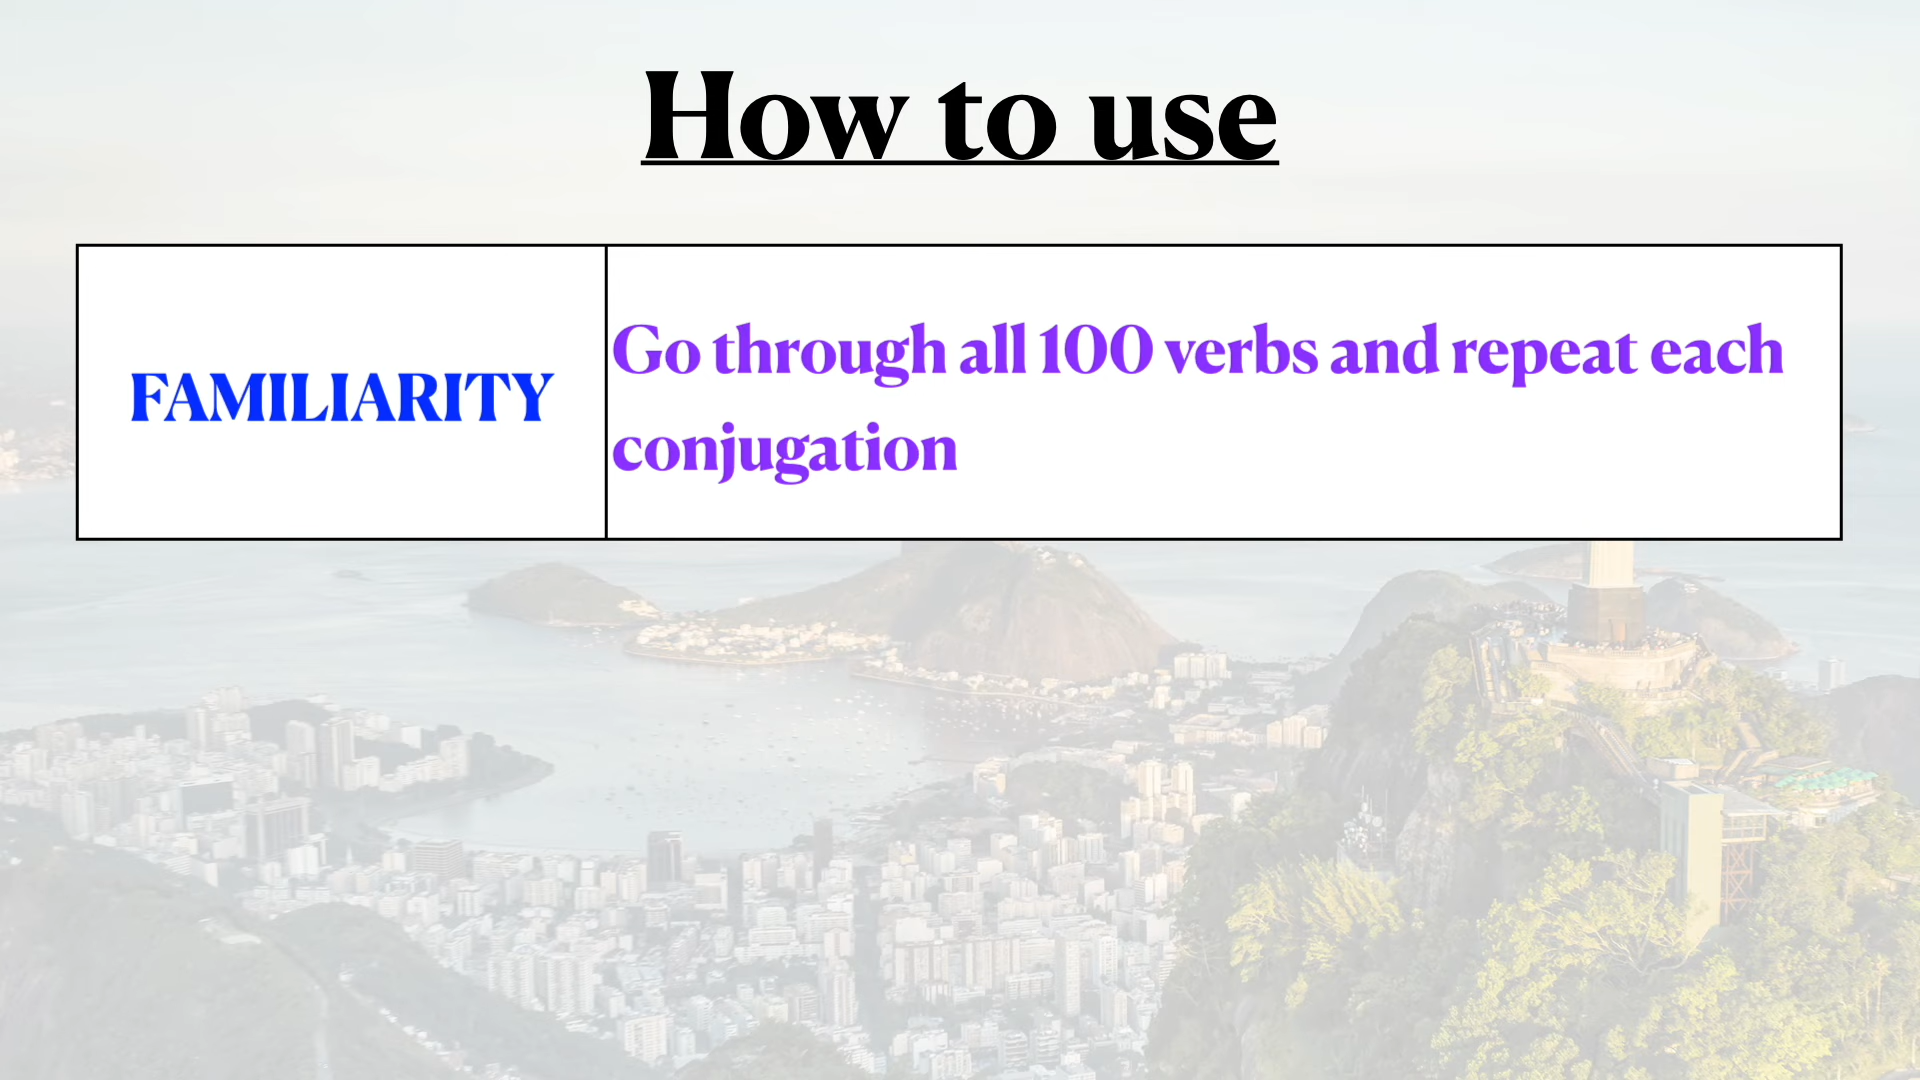 How to use
FAMILIARITY
Go through all 100 verbs and repeat each
conjugation